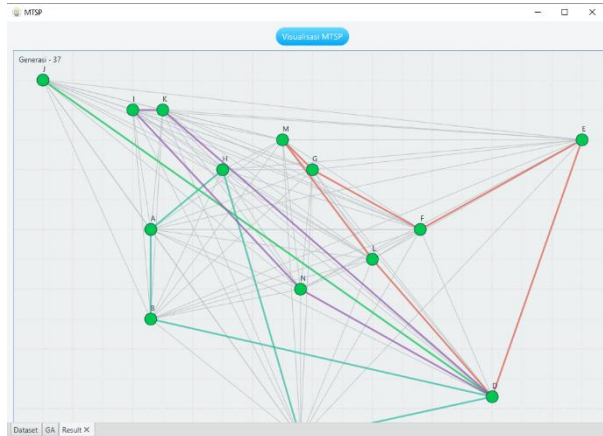 MTSP
Visualisasi MTSP
Generasi - 37
J
I K
M
E
H
G
A
F
L
N
B
D
Dataset GA Result